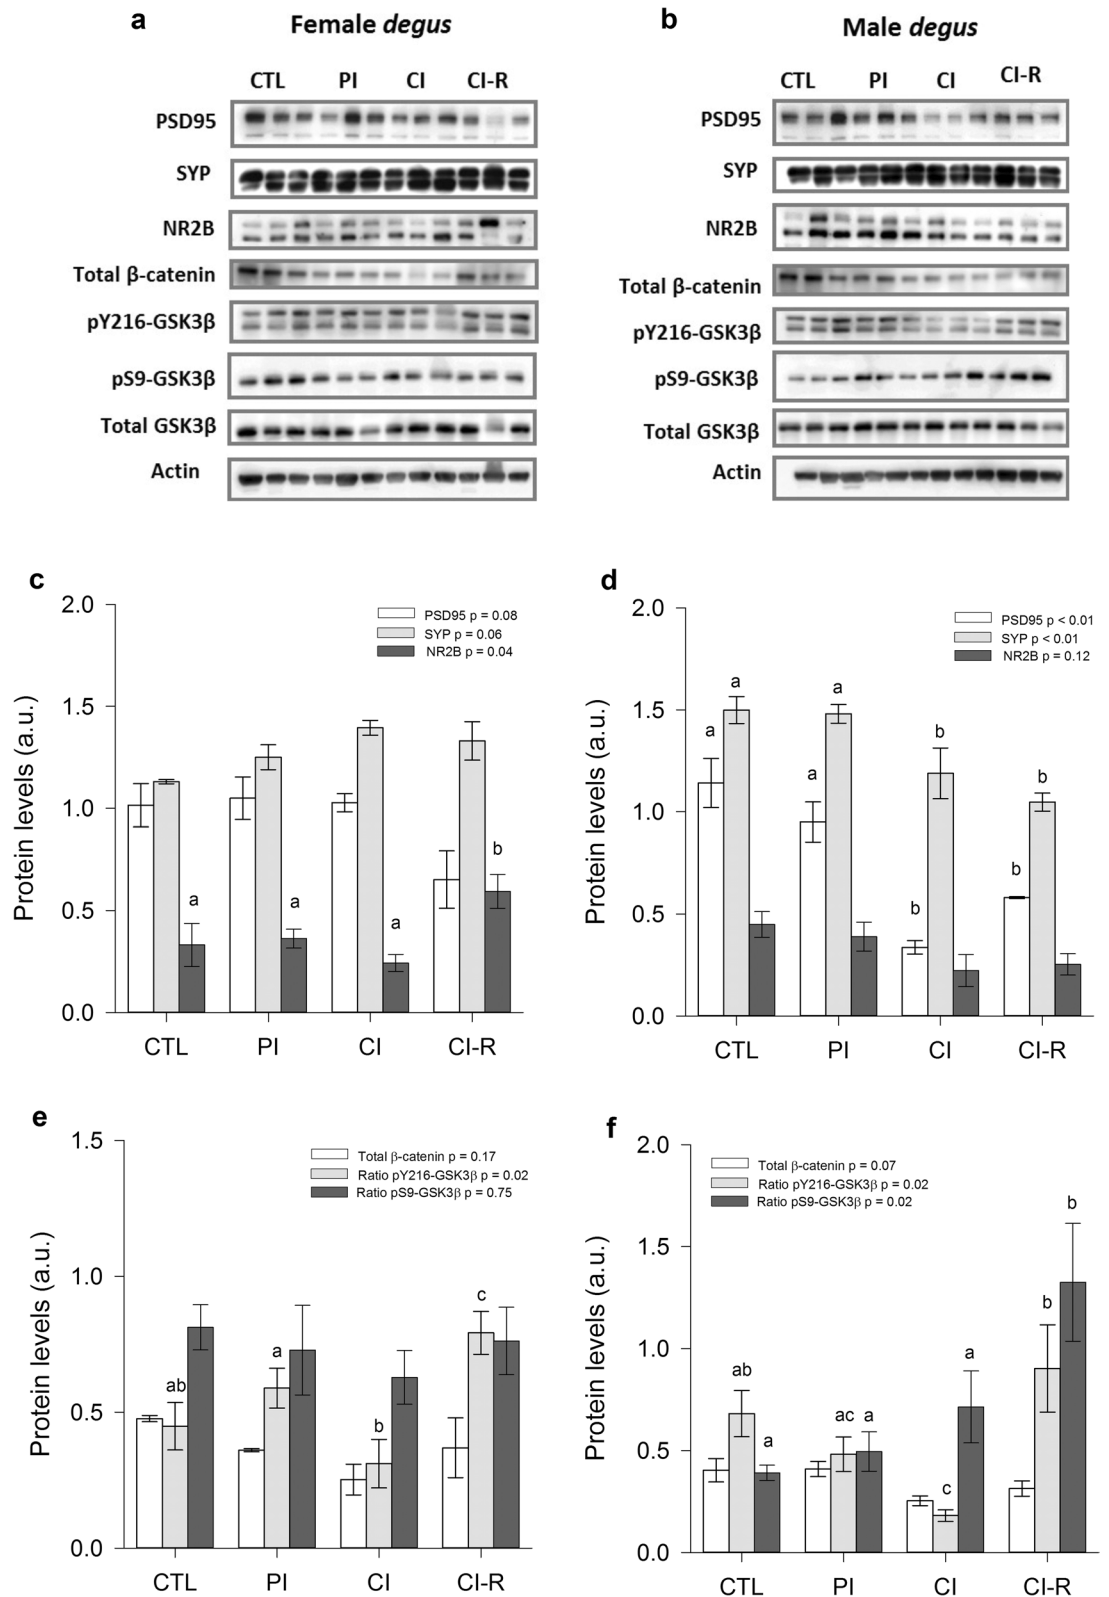 a
Female degus
CTL PI CI CI-R
PSD95
SYP
NR2B
Total β-catenin
pY216-GSK3β
pS9-GSK3β
Total GSK3β
Actin
b
Male degus
CTL PI CI CI-R
PSD95
SYP
NR2B
Total β-catenin
pY216-GSK3β
pS9-GSK3β
Total GSK3β
Actin
c
Protein levels (a.u.)
2.0
1.5
1.0
0.5
0.0
PSD95 p = 0.08
SYP p = 0.06
NR2B p = 0.04
a
a
a
b
CTL PI CI CI-R
d
Protein levels (a.u.)
2.0
1.5
1.0
0.5
0.0
PSD95 p < 0.01
SYP p < 0.01
NR2B p = 0.12
a
a
a
a
b
b
b
b
CTL PI CI CI-R
e
Protein levels (a.u.)
1.5
1.0
0.5
0.0
Total β-catenin p = 0.17
Ratio pY216-GSK3β p = 0.02
Ratio pS9-GSK3β p = 0.75
ab
a
b
c
CTL PI CI CI-R
f
Protein levels (a.u.)
2.0
1.5
1.0
0.5
0.0
Total β-catenin p = 0.07
Ratio pY216-GSK3β p = 0.02
Ratio pS9-GSK3β p = 0.02
ab
a
ac
a
c
a
b
b
CTL PI CI CI-R